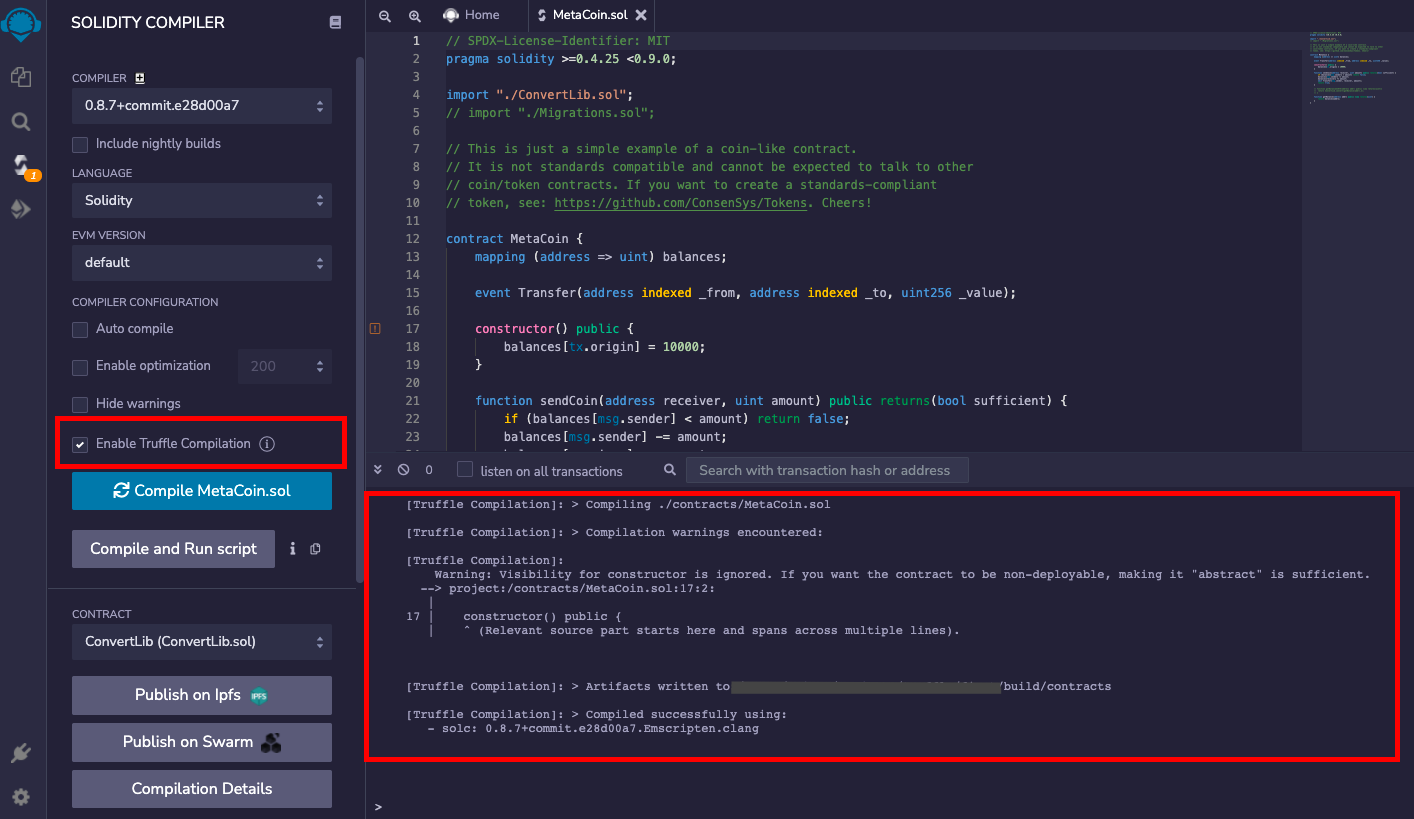 SOLIDITY COMPILER
COMPILER
0.8.7+commit.e28d00a7
Include nightly builds
LANGUAGE
Solidity
EVM VERSION
default
COMPILER CONFIGURATION
Auto compile
Enable optimization 200
Hide warnings
Enable Truffle Compilation
Compile MetaCoin.sol
Compile and Run script
CONTRACT
ConvertLib (ConvertLib.sol)
Publish on Ipfs IPFS
Publish on Swarm
Compilation Details
1
Home MetaCoin.sol
1 // SPDX-License-Identifier: MIT
2 pragma solidity >=0.4.25 <0.9.0;
3
4 import "./ConvertLib.sol";
5 // import "./Migrations.sol";
6
7 // This is just a simple example of a coin-like contract.
8 // It is not standards compatible and cannot be expected to talk to other
9 // coin/token contracts. If you want to create a standards-compliant
10 // token, see: https://github.com/ConsenSys/Tokens. Cheers!
11
12 contract MetaCoin {
13 mapping (address => uint) balances;
14
15 event Transfer(address indexed _from, address indexed _to, uint256 _value);
16
17 constructor() public {
18 balances[tx.origin] = 10000;
19 }
20
21 function sendCoin(address receiver, uint amount) public returns(bool sufficient) {
22 if (balances[msg.sender] < amount) return false;
23 balances[msg.sender] -= amount;
0 listen on all transactions Search with transaction hash or address
[Truffle Compilation]: > Compiling ./contracts/MetaCoin.sol
[Truffle Compilation]: > Compilation warnings encountered:
[Truffle Compilation]:
Warning: Visibility for constructor is ignored. If you want the contract to be non-deployable, making it "abstract" is sufficient.
--> project:/contracts/MetaCoin.sol:17:2:
|
17 | constructor() public {
| ^ (Relevant source part starts here and spans across multiple lines).
[Truffle Compilation]: > Artifacts written to /build/contracts
[Truffle Compilation]: > Compiled successfully using:
- solc: 0.8.7+commit.e28d00a7.Emscripten.clang
>